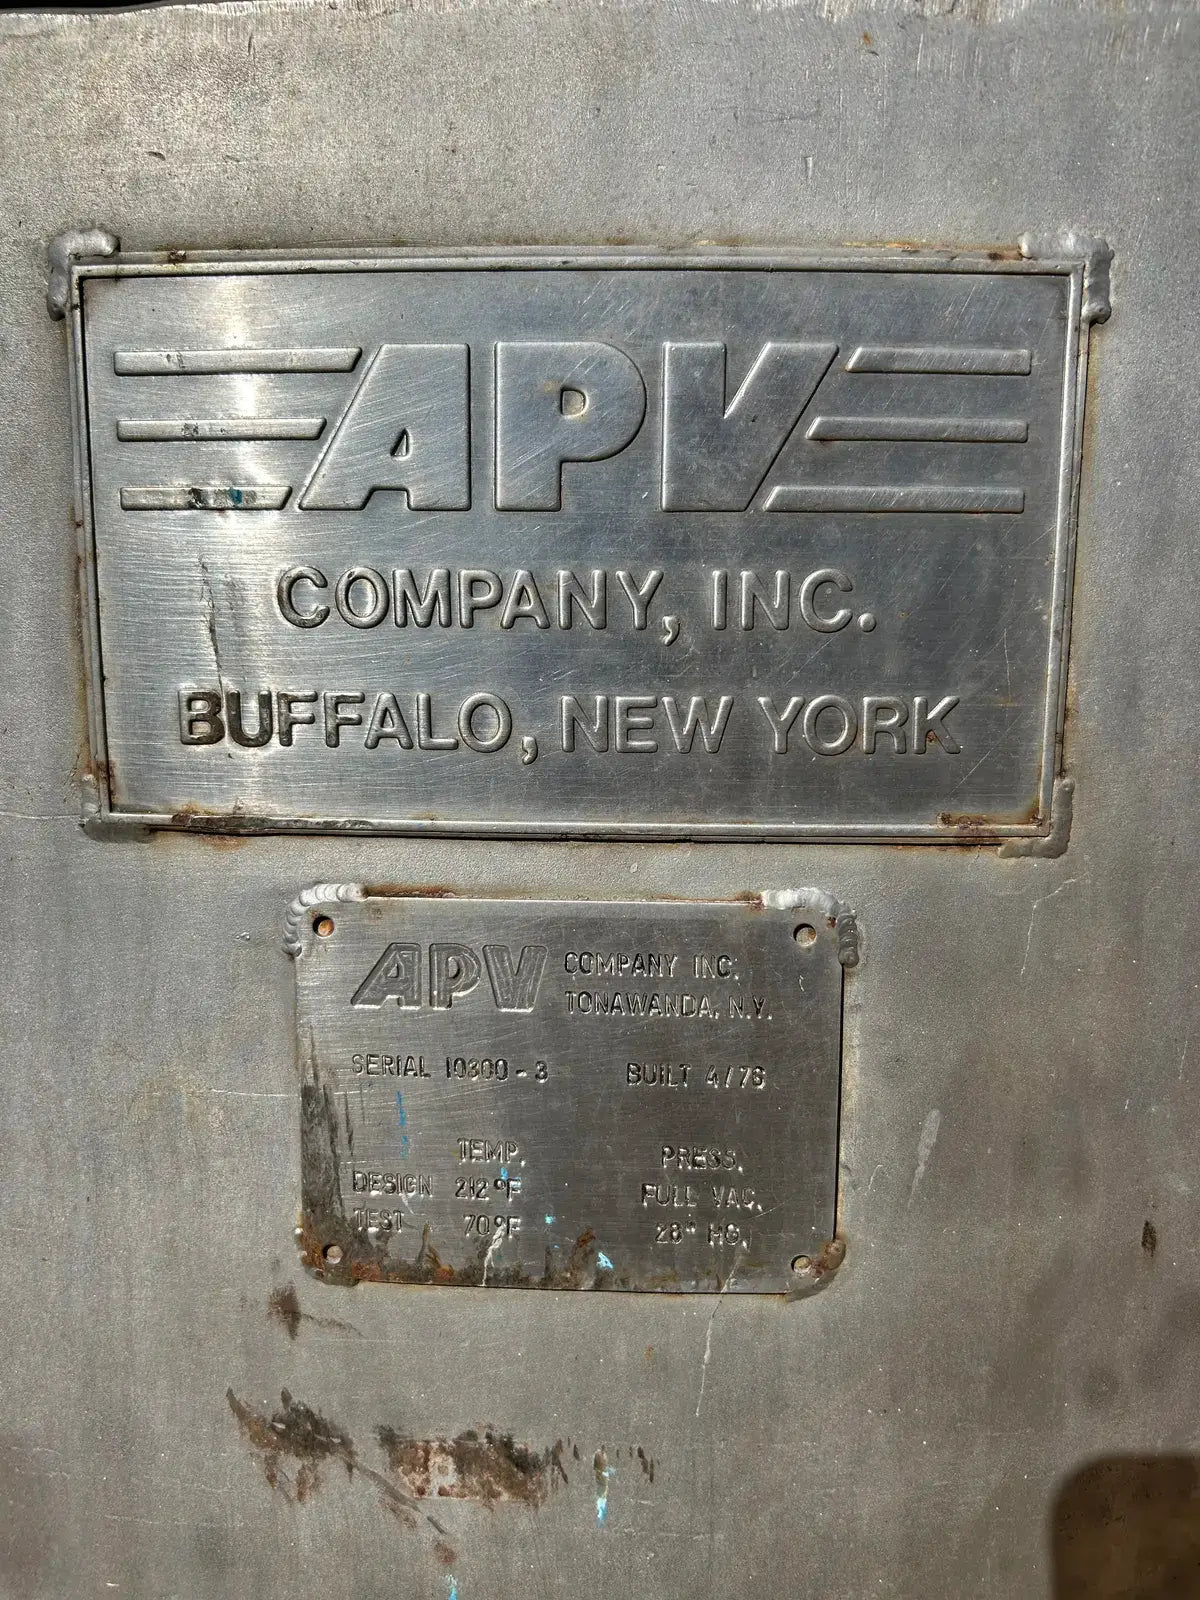 APV
COMPANY, INC.
BUFFALO, NEW YORK
APV COMPANY INC.
TONAWANDA, N.Y.
SERIAL 10300-3 BUILT 4/76
TEMP. PRESS.
DESIGN 212°F FULL VAC.
TEST 70°F 28" HG.